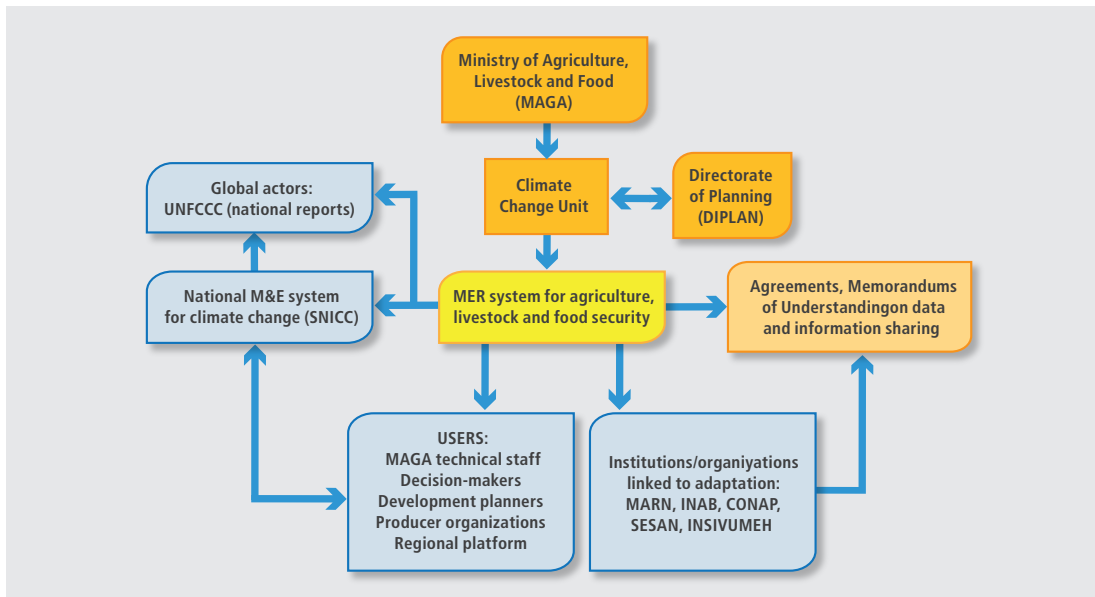 Ministry of Agriculture,
Livestock and Food
(MAGA)
Climate
Change Unit
Directorate
of Planning
(DIPLAN)
Global actors:
UNFCCC (national reports)
National M&E system
for climate change (SNICC)
MER system for agriculture,
livestock and food security
Agreements, Memorandums
of Understandingon data
and information sharing
USERS:
MAGA technical staff
Decision-makers
Development planners
Producer organizations
Regional platform
Institutions/organiyations
linked to adaptation:
MARN, INAB, CONAP,
SESAN, INSIVUMEH